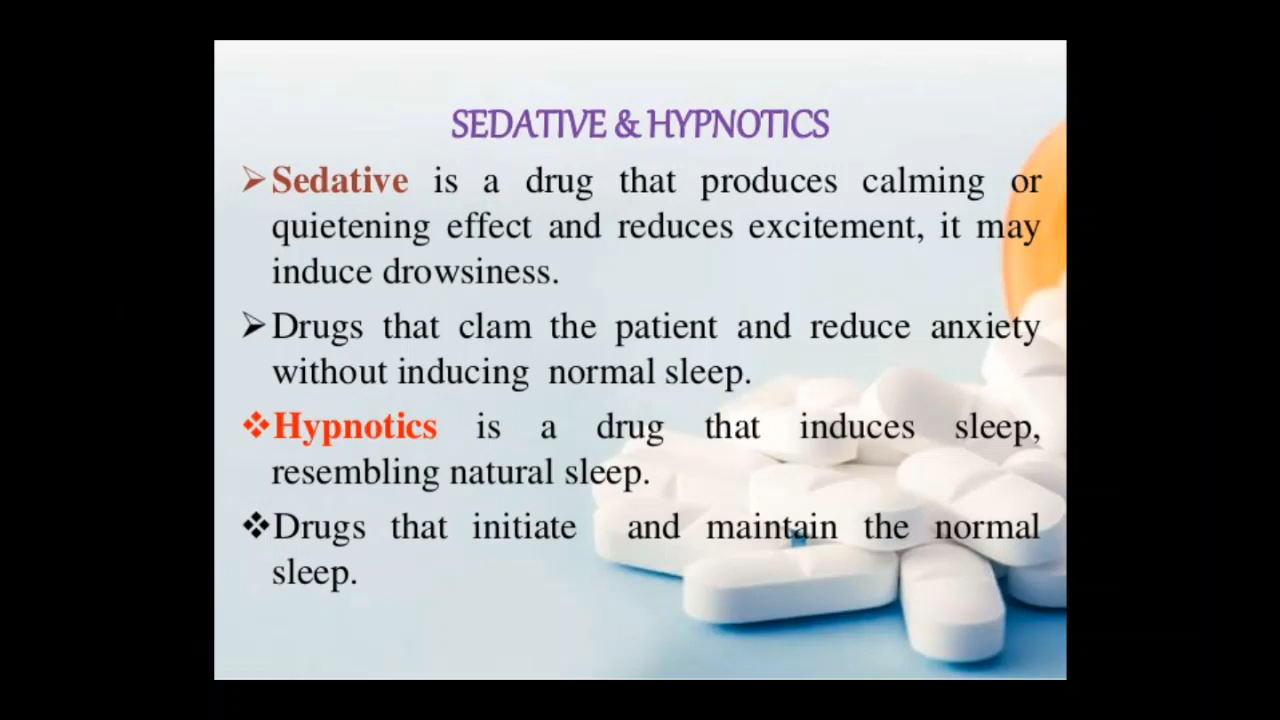 SEDATIVE & HYPNOTICS
➢Sedative is a drug that produces calming or
quietening effect and reduces excitement, it may
induce drowsiness.
➢Drugs that clam the patient and reduce anxiety
without inducing normal sleep.
❖Hypnotics is a drug that induces sleep,
resembling natural sleep.
❖Drugs that initiate and maintain the normal
sleep.